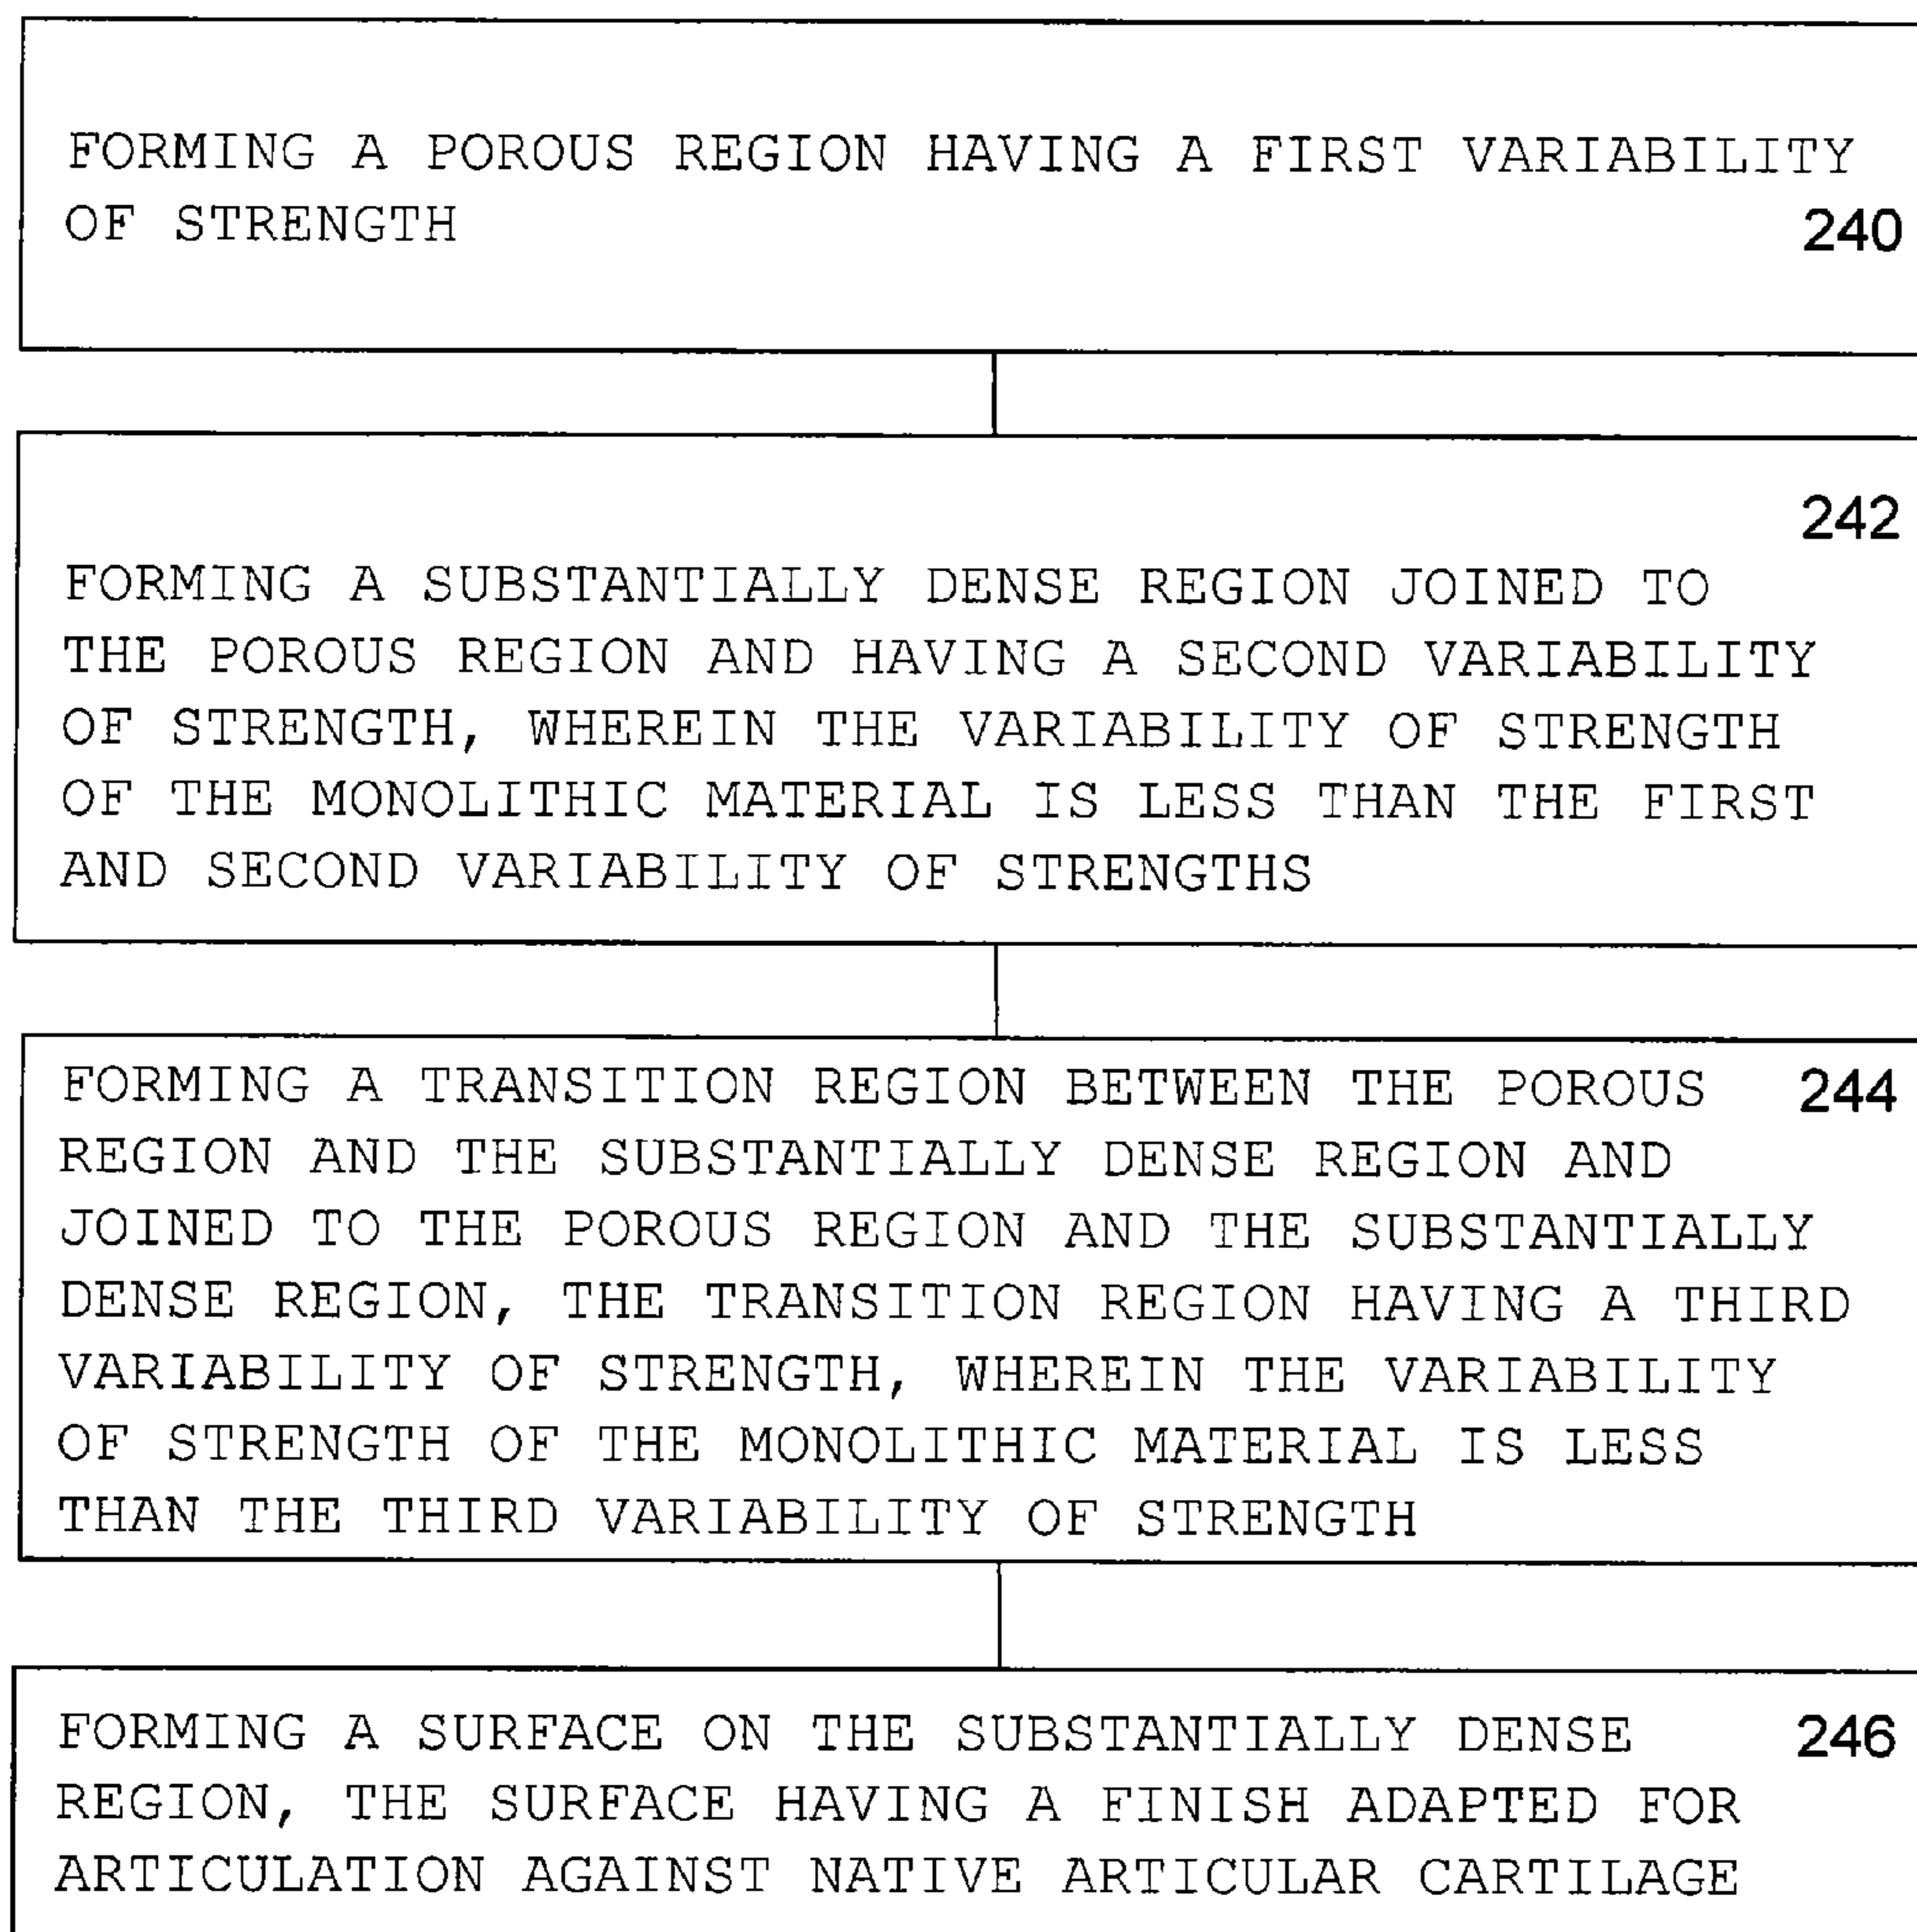 FORMING A POROUS REGION HAVING A FIRST VARIABILITY
OF STRENGTH 240
242
FORMING A SUBSTANTIALLY DENSE REGION JOINED TO
THE POROUS REGION AND HAVING A SECOND VARIABILITY
OF STRENGTH, WHEREIN THE VARIABILITY OF STRENGTH
OF THE MONOLITHIC MATERIAL IS LESS THAN THE FIRST
AND SECOND VARIABILITY OF STRENGTHS
FORMING A TRANSITION REGION BETWEEN THE POROUS 244
REGION AND THE SUBSTANTIALLY DENSE REGION AND
JOINED TO THE POROUS REGION AND THE SUBSTANTIALLY
DENSE REGION, THE TRANSITION REGION HAVING A THIRD
VARIABILITY OF STRENGTH, WHEREIN THE VARIABILITY
OF STRENGTH OF THE MONOLITHIC MATERIAL IS LESS
THAN THE THIRD VARIABILITY OF STRENGTH
FORMING A SURFACE ON THE SUBSTANTIALLY DENSE 246
REGION, THE SURFACE HAVING A FINISH ADAPTED FOR
ARTICULATION AGAINST NATIVE ARTICULAR CARTILAGE